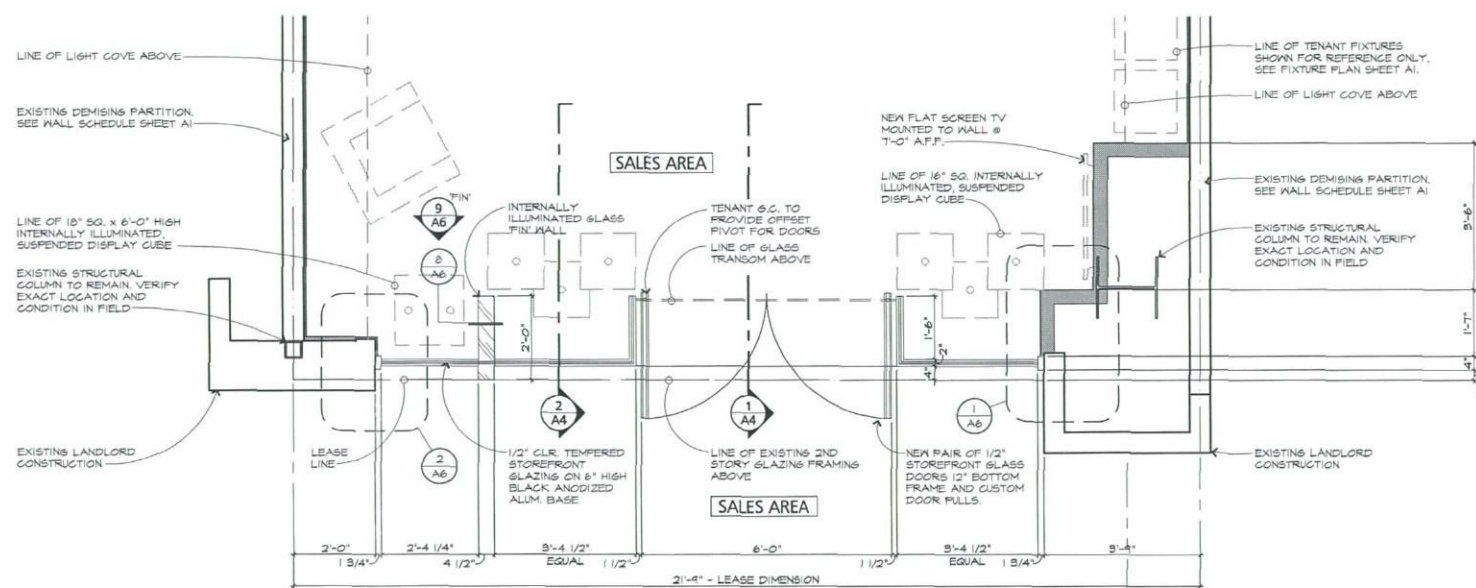 LINE OF LIGHT COVE ABOVE
EXISTING DEMISING PARTITION.
SEE WALL SCHEDULE SHEET A1
LINE OF 18" SQ. x 6'-0" HIGH
INTERNALLY ILLUMINATED,
SUSPENDED DISPLAY CUBE
EXISTING STRUCTURAL
COLUMN TO REMAIN. VERIFY
EXACT LOCATION AND
CONDITION IN FIELD
EXISTING LANDLORD
CONSTRUCTION
LEASE
LINE
2
A6
9
A6
'FIN'
8
A6
INTERNALLY
ILLUMINATED GLASS
'FIN' WALL
SALES AREA
TENANT G.C. TO
PROVIDE OFFSET
PIVOT FOR DOORS
LINE OF GLASS
TRANSOM ABOVE
NEW FLAT SCREEN TV
MOUNTED TO WALL @
7'-0" A.F.F.
LINE OF 16" SQ. INTERNALLY
ILLUMINATED, SUSPENDED
DISPLAY CUBE
LINE OF TENANT FIXTURES
SHOWN FOR REFERENCE ONLY.
SEE FIXTURE PLAN SHEET A1.
LINE OF LIGHT COVE ABOVE
EXISTING DEMISING PARTITION.
SEE WALL SCHEDULE SHEET A1
EXISTING STRUCTURAL
COLUMN TO REMAIN. VERIFY
EXACT LOCATION AND
CONDITION IN FIELD
1'-7"
4"
2'-0"
1'-6"
2"
4"
2
A4
1
A4
1
A6
1/2" CLR. TEMPERED
STOREFRONT
GLAZING ON 6" HIGH
BLACK ANODIZED
ALUM. BASE
LINE OF EXISTING 2ND
STORY GLAZING FRAMING
ABOVE
NEW PAIR OF 1/2"
STOREFRONT GLASS
DOORS 12" BOTTOM
FRAME AND CUSTOM
DOOR PULLS.
EXISTING LANDLORD
CONSTRUCTION
SALES AREA
2'-0"
1 3/4"
2'-4 1/4"
4 1/2"
3'-4 1/2"
EQUAL
1 1/2"
6'-0"
1 1/2"
3'-4 1/2"
EQUAL
1 3/4"
3'-9"
21'-9" - LEASE DIMENSION